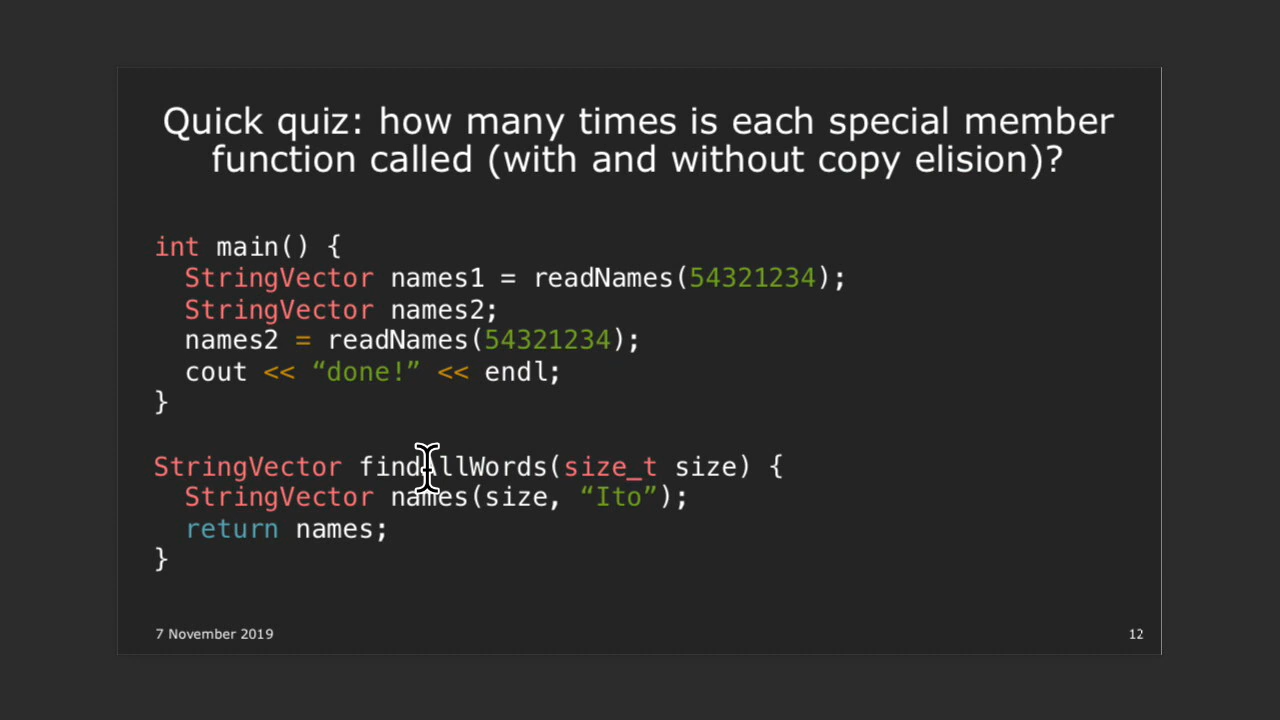 Quick quiz: how many times is each special member
function called (with and without copy elision)?
int main() {
StringVector names1 = readNames(54321234);
StringVector names2;
names2 = readNames(54321234);
cout << “done!” << endl;
}
StringVector findAllWords(size_t size) {
StringVector names(size, “Ito”);
return names;
}
7 November 2019
12